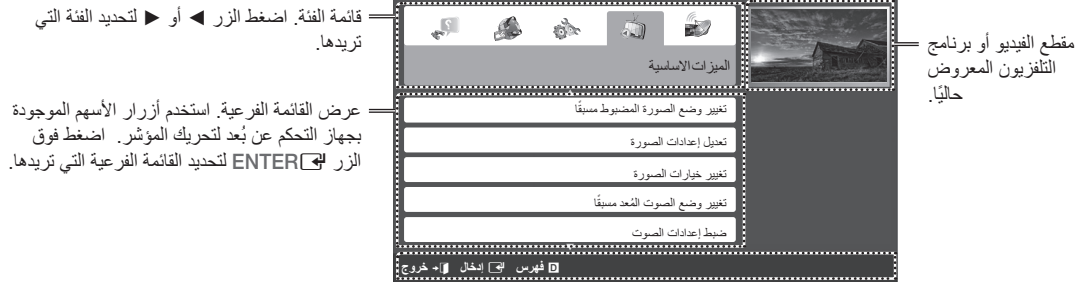 قائمة الفئة. اضغط الزر ◄ أو ► لتحديد الفئة التي
تريدها.
عرض القائمة الفرعية. استخدم أزرار الأسهم الموجودة
بجهاز التحكم عن بُعد لتحريك المؤشر. اضغط فوق
الزر ENTER لتحديد القائمة الفرعية التي تريدها.
الميزات الاساسية
تغيير وضع الصورة المضبوط مسبقًا
تعديل إعدادات الصورة
تغيير خيارات الصورة
تغيير وضع الصوت المُعد مسبقًا
ضبط إعدادات الصوت
D فهرس إدخال خروج
مقطع الفيديو أو برنامج
التلفزيون المعروض
حاليًا.